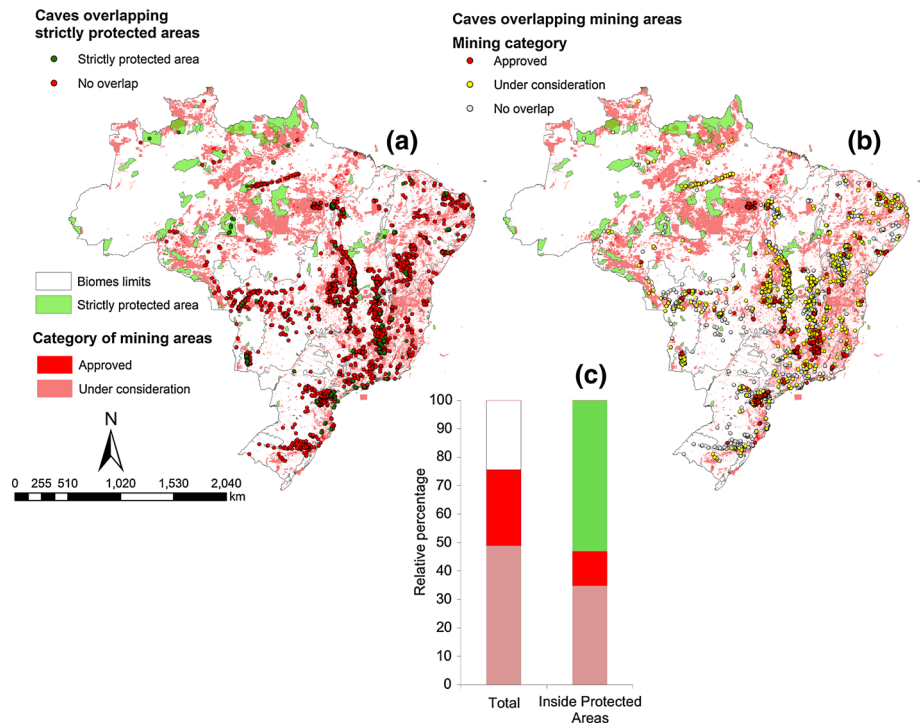 Caves overlapping
strictly protected areas
Strictly protected area
No overlap
Caves overlapping mining areas
Mining category
Approved
Under consideration
No overlap
(a)
(b)
Biomes limits
Strictly protected area
Category of mining areas
Approved
Under consideration
N
0 255 510 1,020 1,530 2,040
km
(c)
Relative percentage
100
90
80
70
60
50
40
30
20
10
0
Total
Inside Protected
Areas